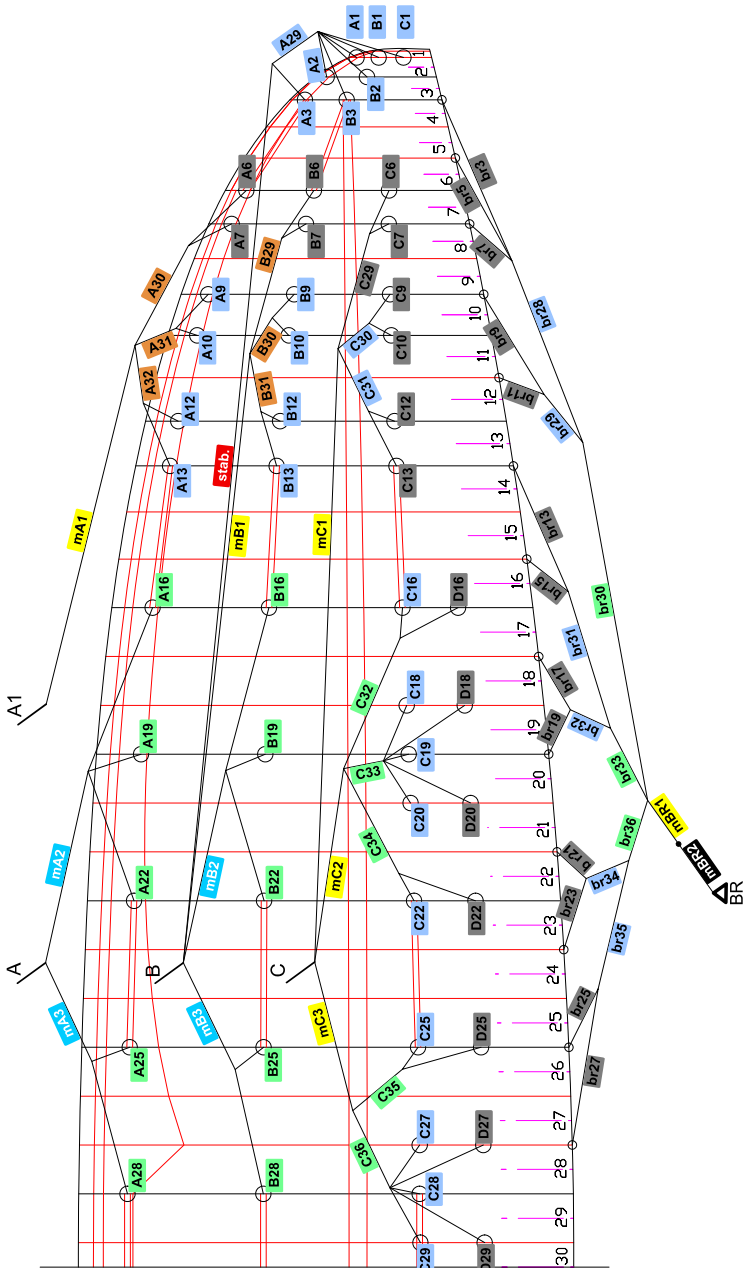 A1 B1 C1
A29
A2
B2
1
2
A3 B3
3
4
5
A6 B6 C6
6
br3
br5
A7 B7 C7
7
br7
B29
8
C29
A30
A9 B9 C9
9
br28
10
br9
A31 B30 C30
A10 B10 C10
11
A32 B31 C31
br11
12
A12 B12 C12
br29
13
A13 B13 C13
stab.
14
mA1 mB1 mC1
br13
15
A16 B16 C16 D16
16
br15
br30
17
br31
A1
C32
18
br17
C18 D18
19
br19
br32
A19 B19 C19
C33
br33
20
C20 D20
mBR1
21
br36
C34
br21
mA2 mB2 mC2
mBR2
BR
22
br34
A22 B22 C22 D22
23
br23
br35
A B C
24
25
br25
mA3 mB3 mC3
A25 B25 C25 D25
26
br27
C35
27
C36
C27 D27
28
A28 B28 C28
29
C29 D29
30